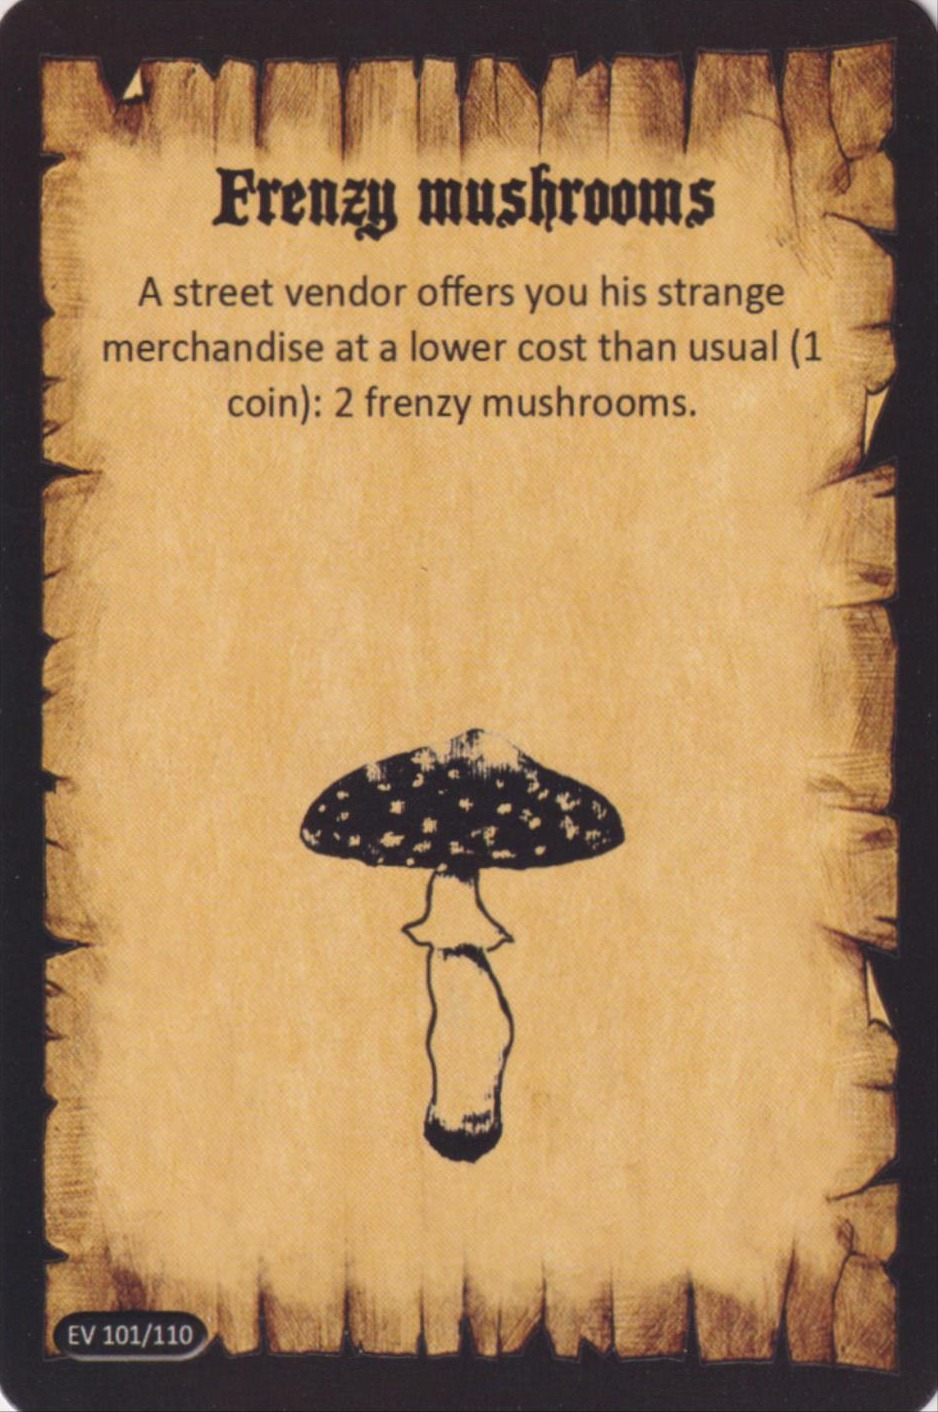 Frenzy mushrooms
A street vendor offers you his strange
merchandise at a lower cost than usual (1
coin): 2 frenzy mushrooms.
EV 101/110